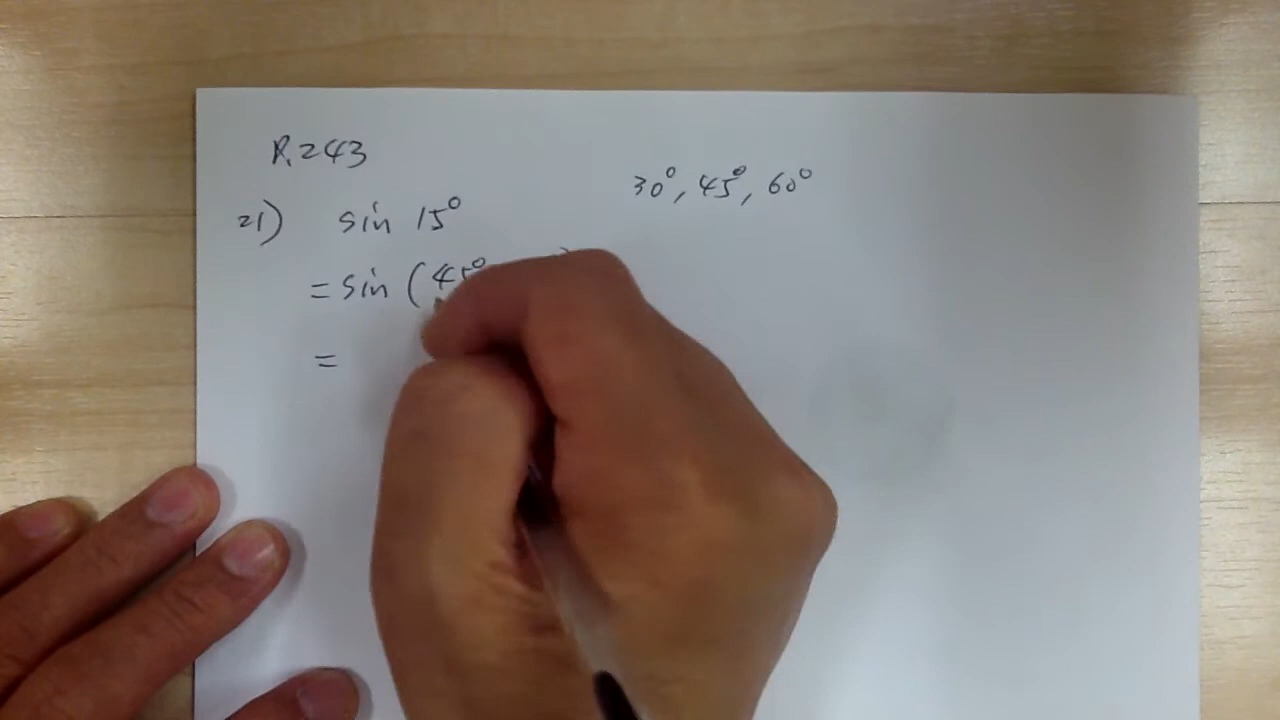 P.243
30°, 45°, 60°
21) sin 15°
= sin (45° )
=